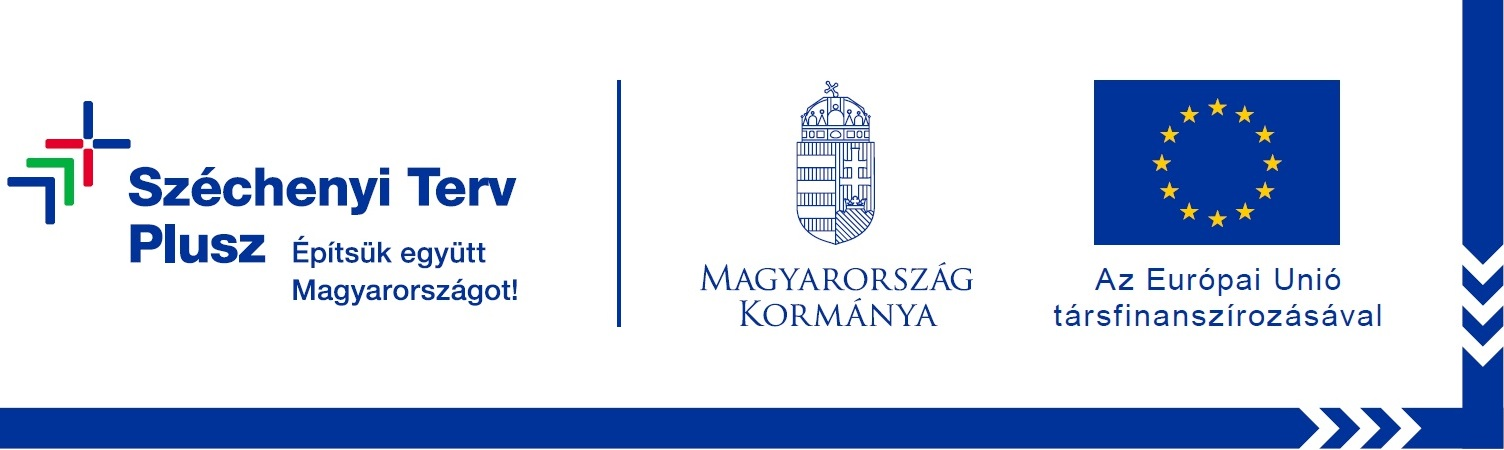 Széchenyi Terv
Plusz Építsük együtt
Magyarországot!
MAGYARORSZÁG
KORMÁNYA
Az Európai Unió
társfinanszírozásával